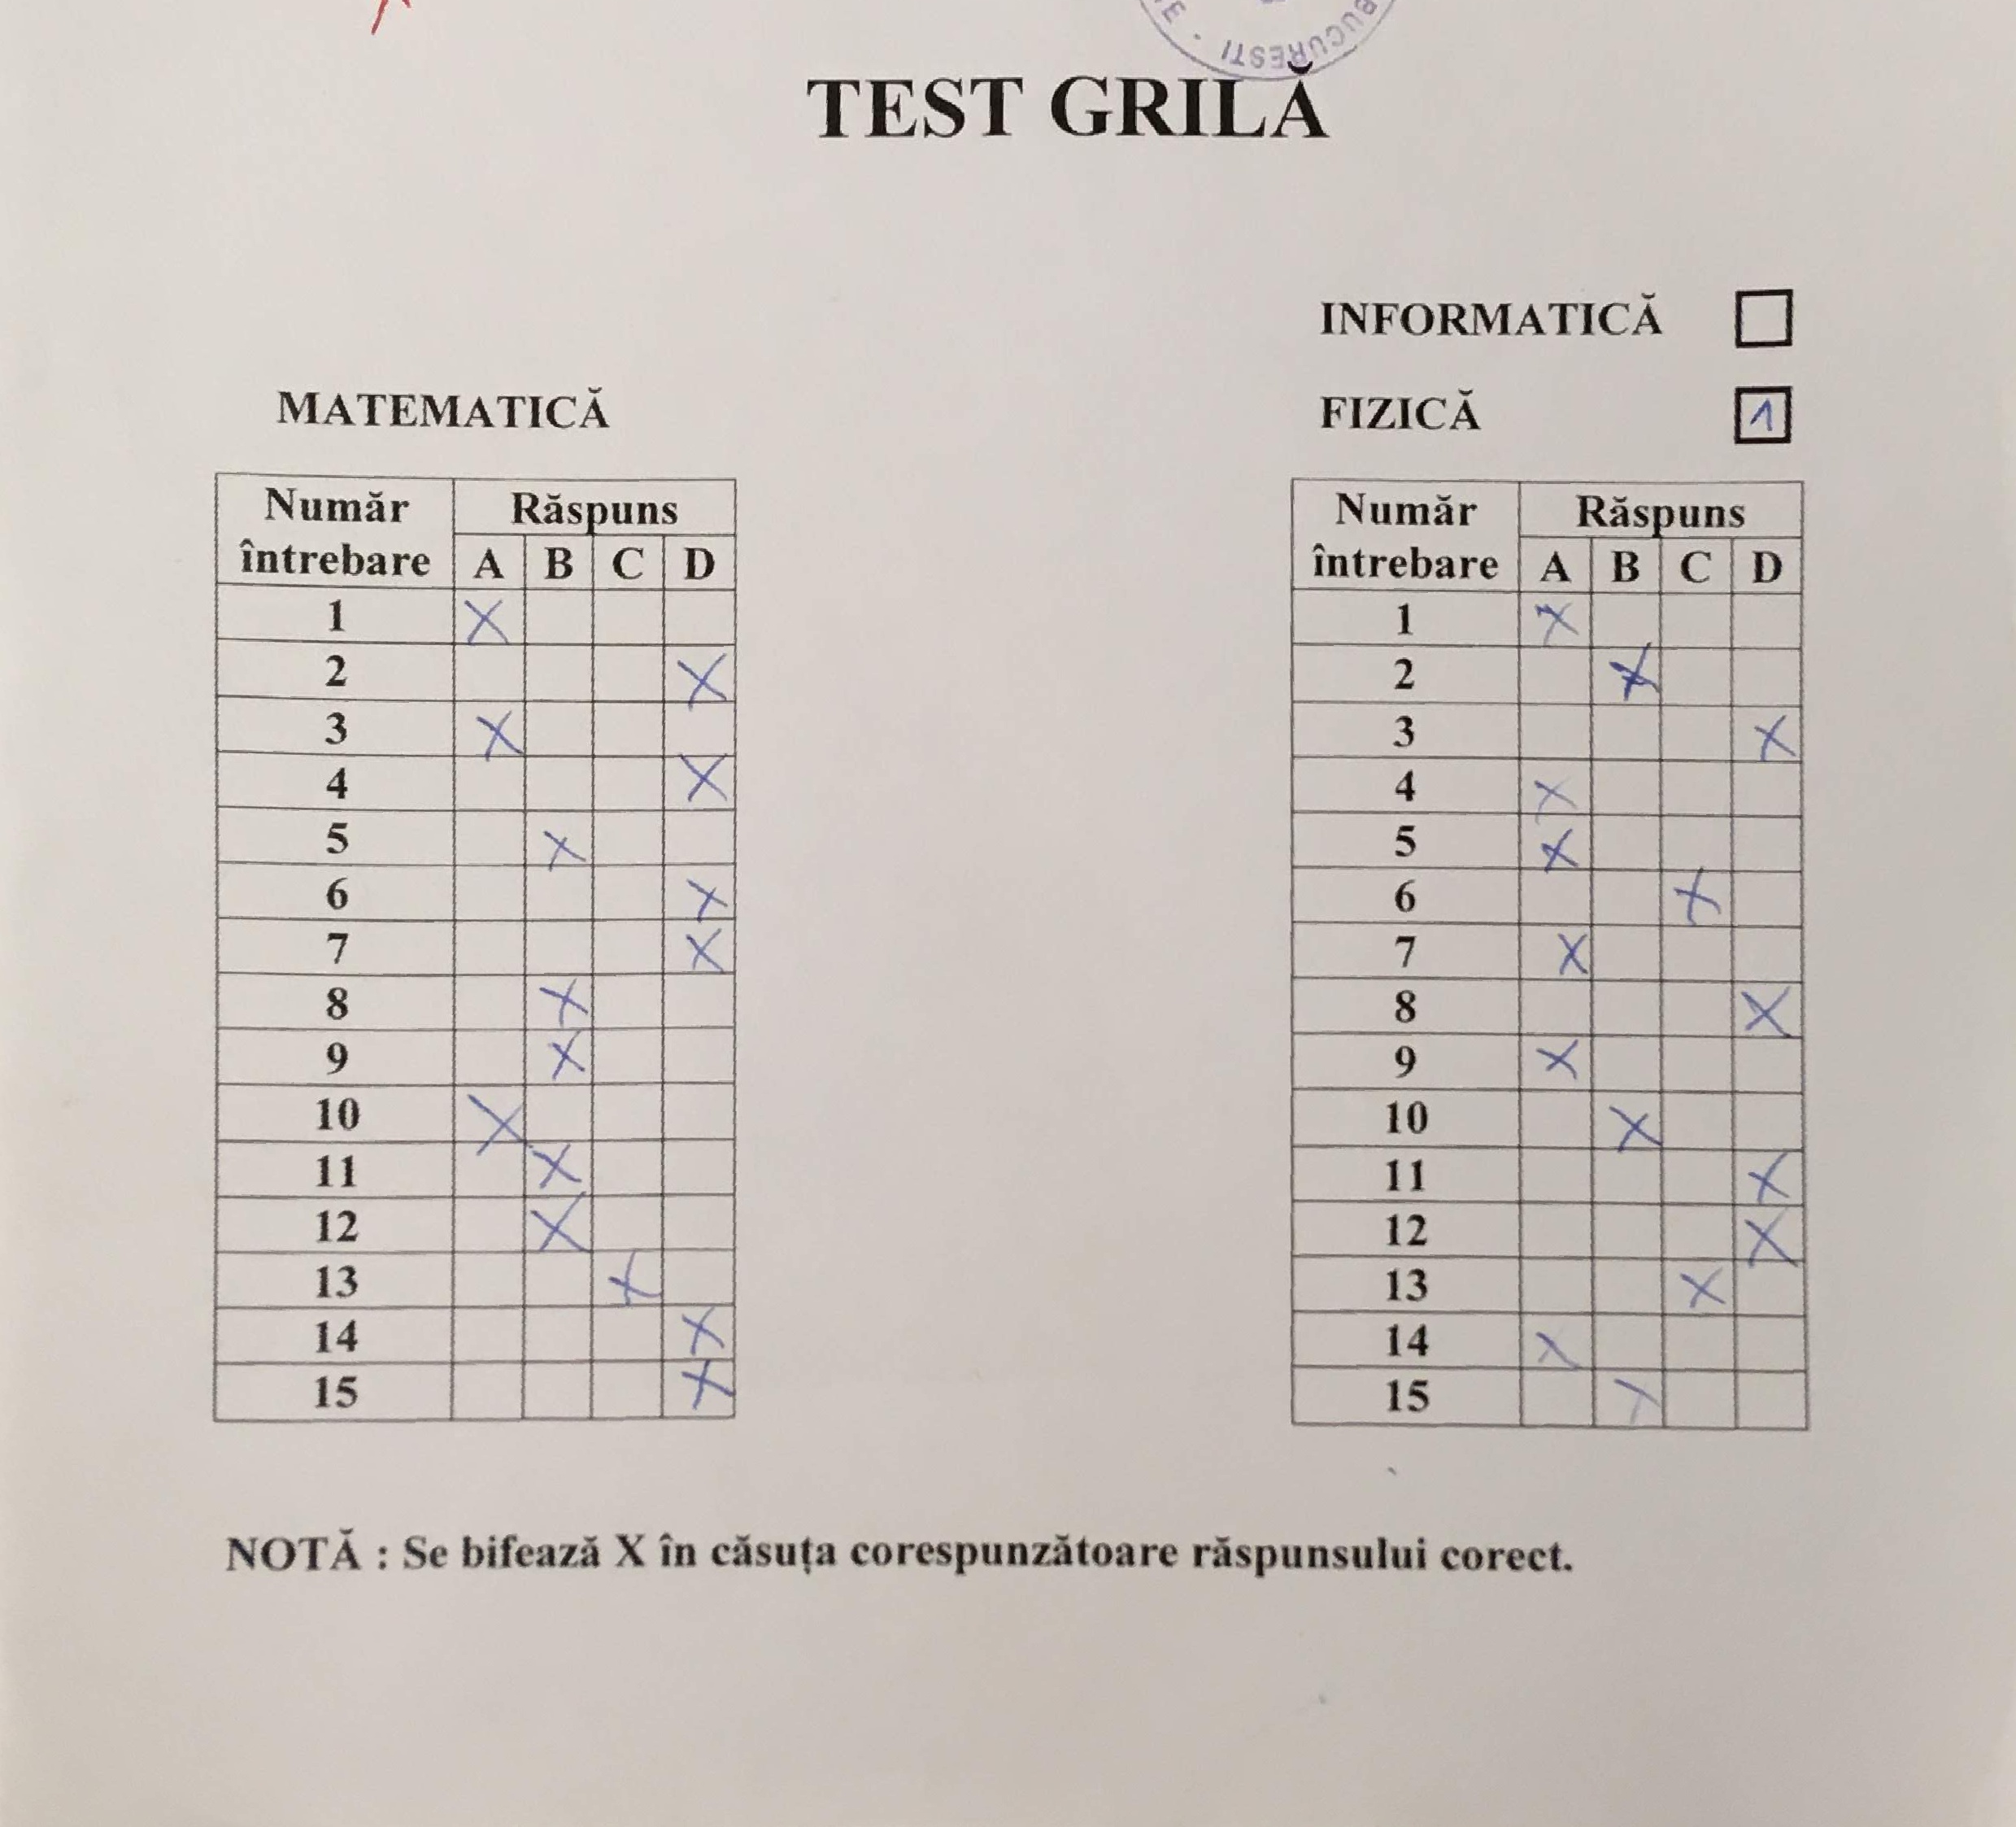 BUCUREȘTI
TEST GRILĂ
INFORMATICĂ
FIZICĂ 1
MATEMATICĂ
Număr întrebare Răspuns
A B C D
1 X
2 X
3 X
4 X
5 X
6 X
7 X
8 X
9 X
10 X
11 X
12 X
13 X
14 X
15 X
Număr întrebare Răspuns
A B C D
1 X
2 X
3 X
4 X
5 X
6 X
7 X
8 X
9 X
10 X
11 X
12 X
13 X
14 X
15 X
NOTĂ : Se bifează X în căsuța corespunzătoare răspunsului corect.